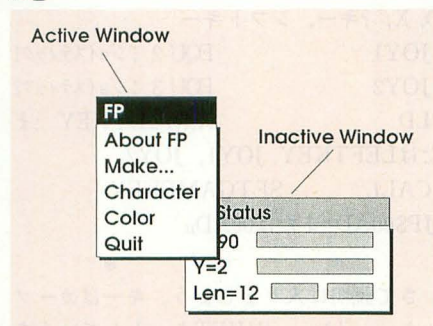 Active Window
FP
About FP
Make...
Character
Color
Quit
Inactive Window
Status
90
Y=2
Len=12